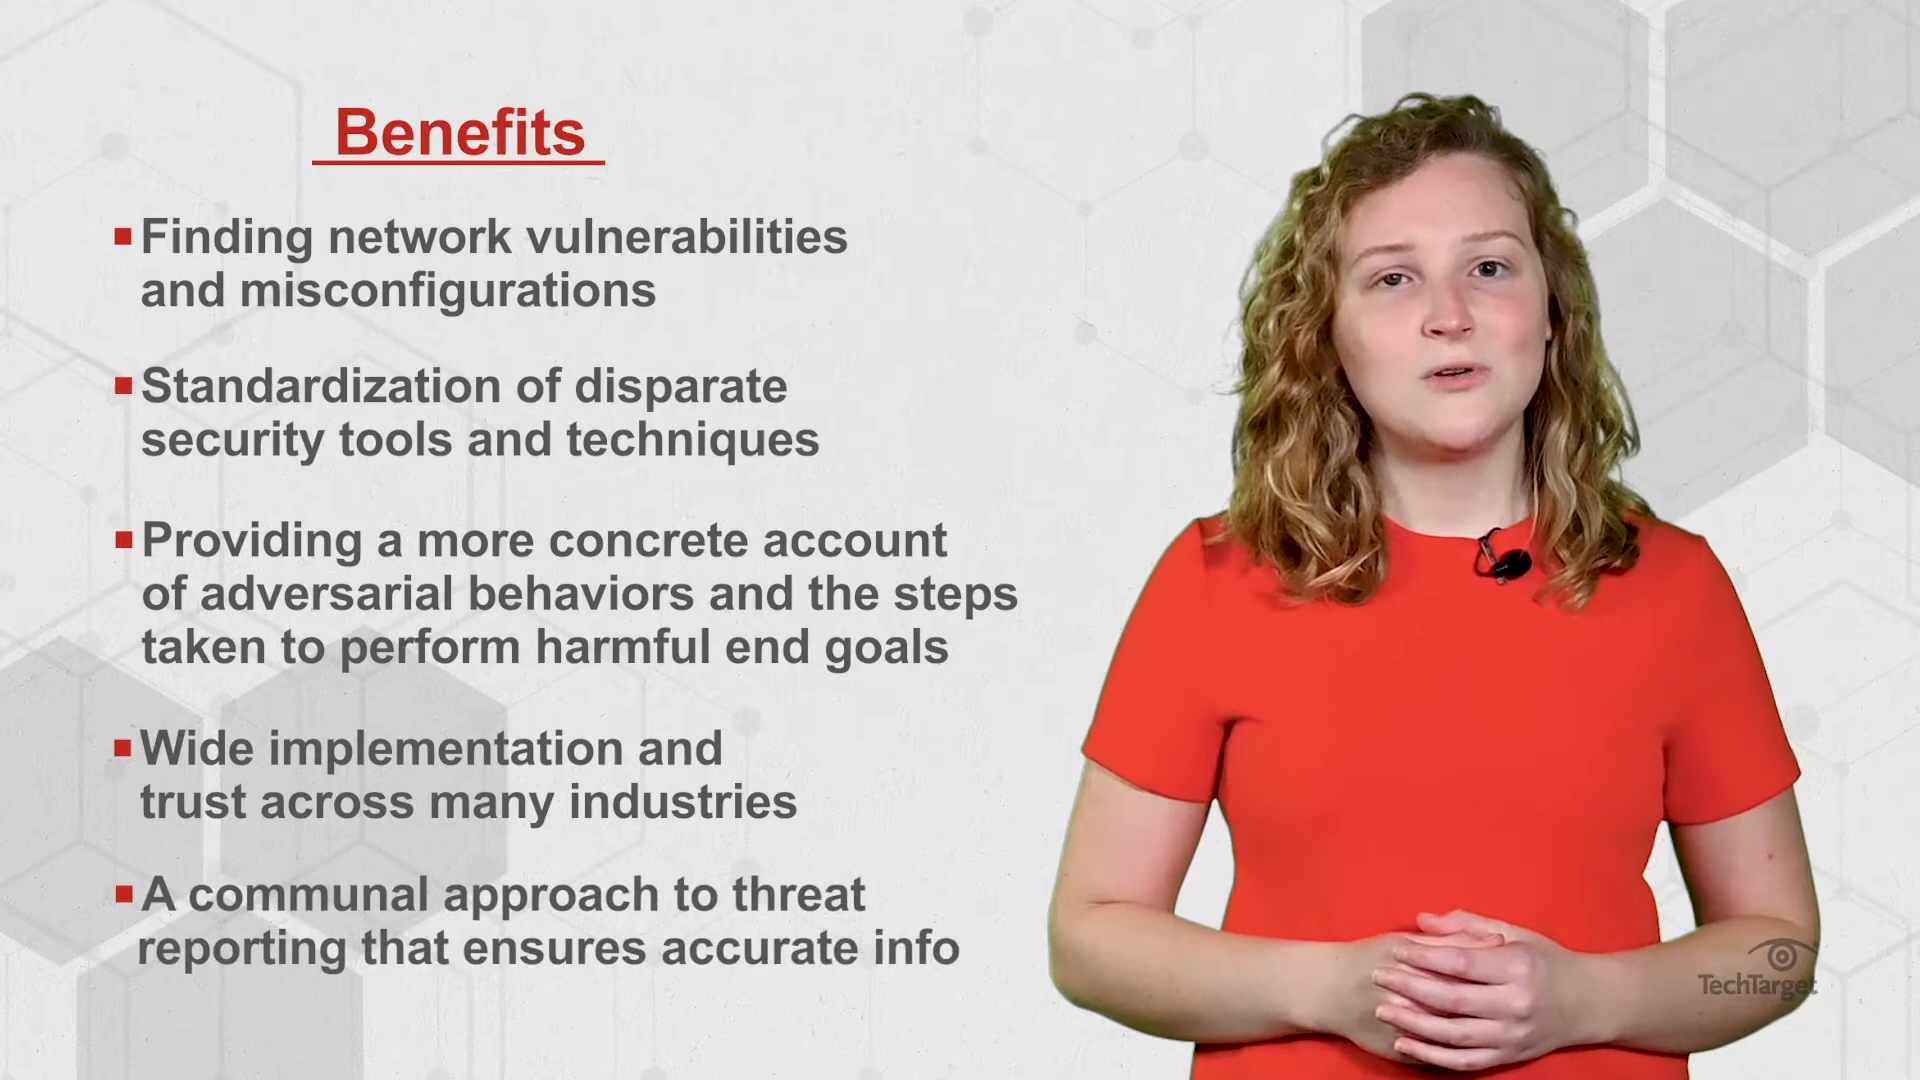 Benefits
Finding network vulnerabilities
and misconfigurations
Standardization of disparate
security tools and techniques
Providing a more concrete account
of adversarial behaviors and the steps
taken to perform harmful end goals
Wide implementation and
trust across many industries
A communal approach to threat
reporting that ensures accurate info
TechTarget